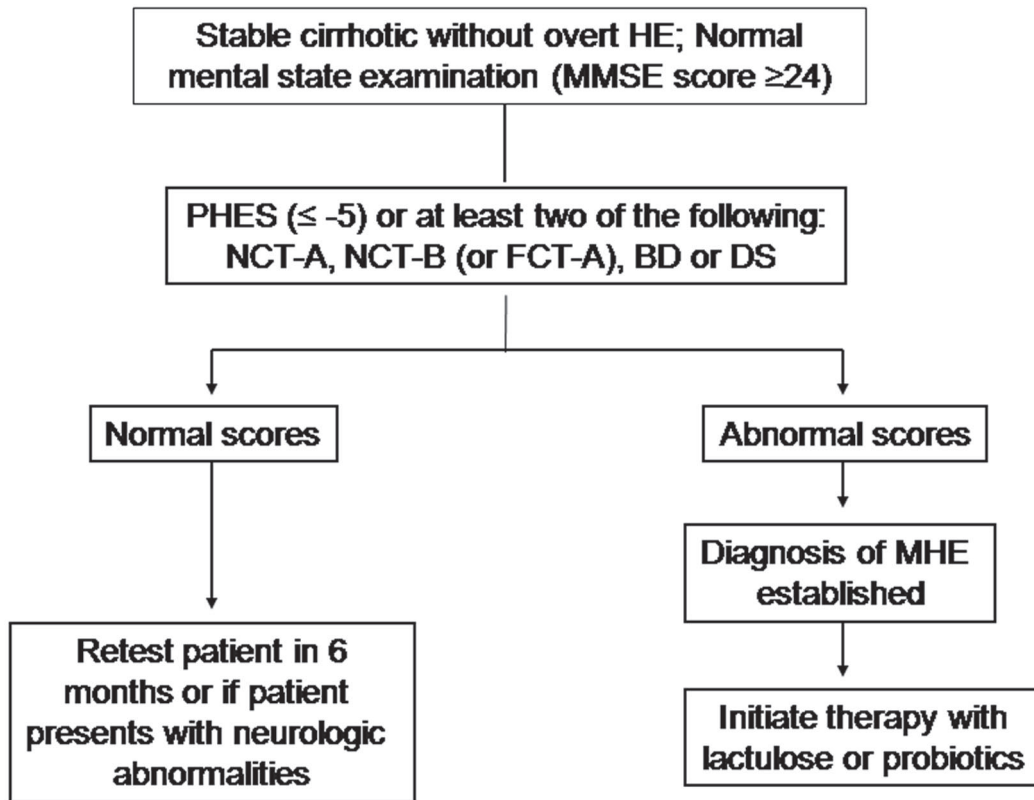 Stable cirrhotic without overt HE; Normal
mental state examination (MMSE score ≥24)
PHES (≤ -5) or at least two of the following:
NCT-A, NCT-B (or FCT-A), BD or DS
Normal scores
Abnormal scores
Diagnosis of MHE
established
Retest patient in 6
months or if patient
presents with neurologic
abnormalities
Initiate therapy with
lactulose or probiotics